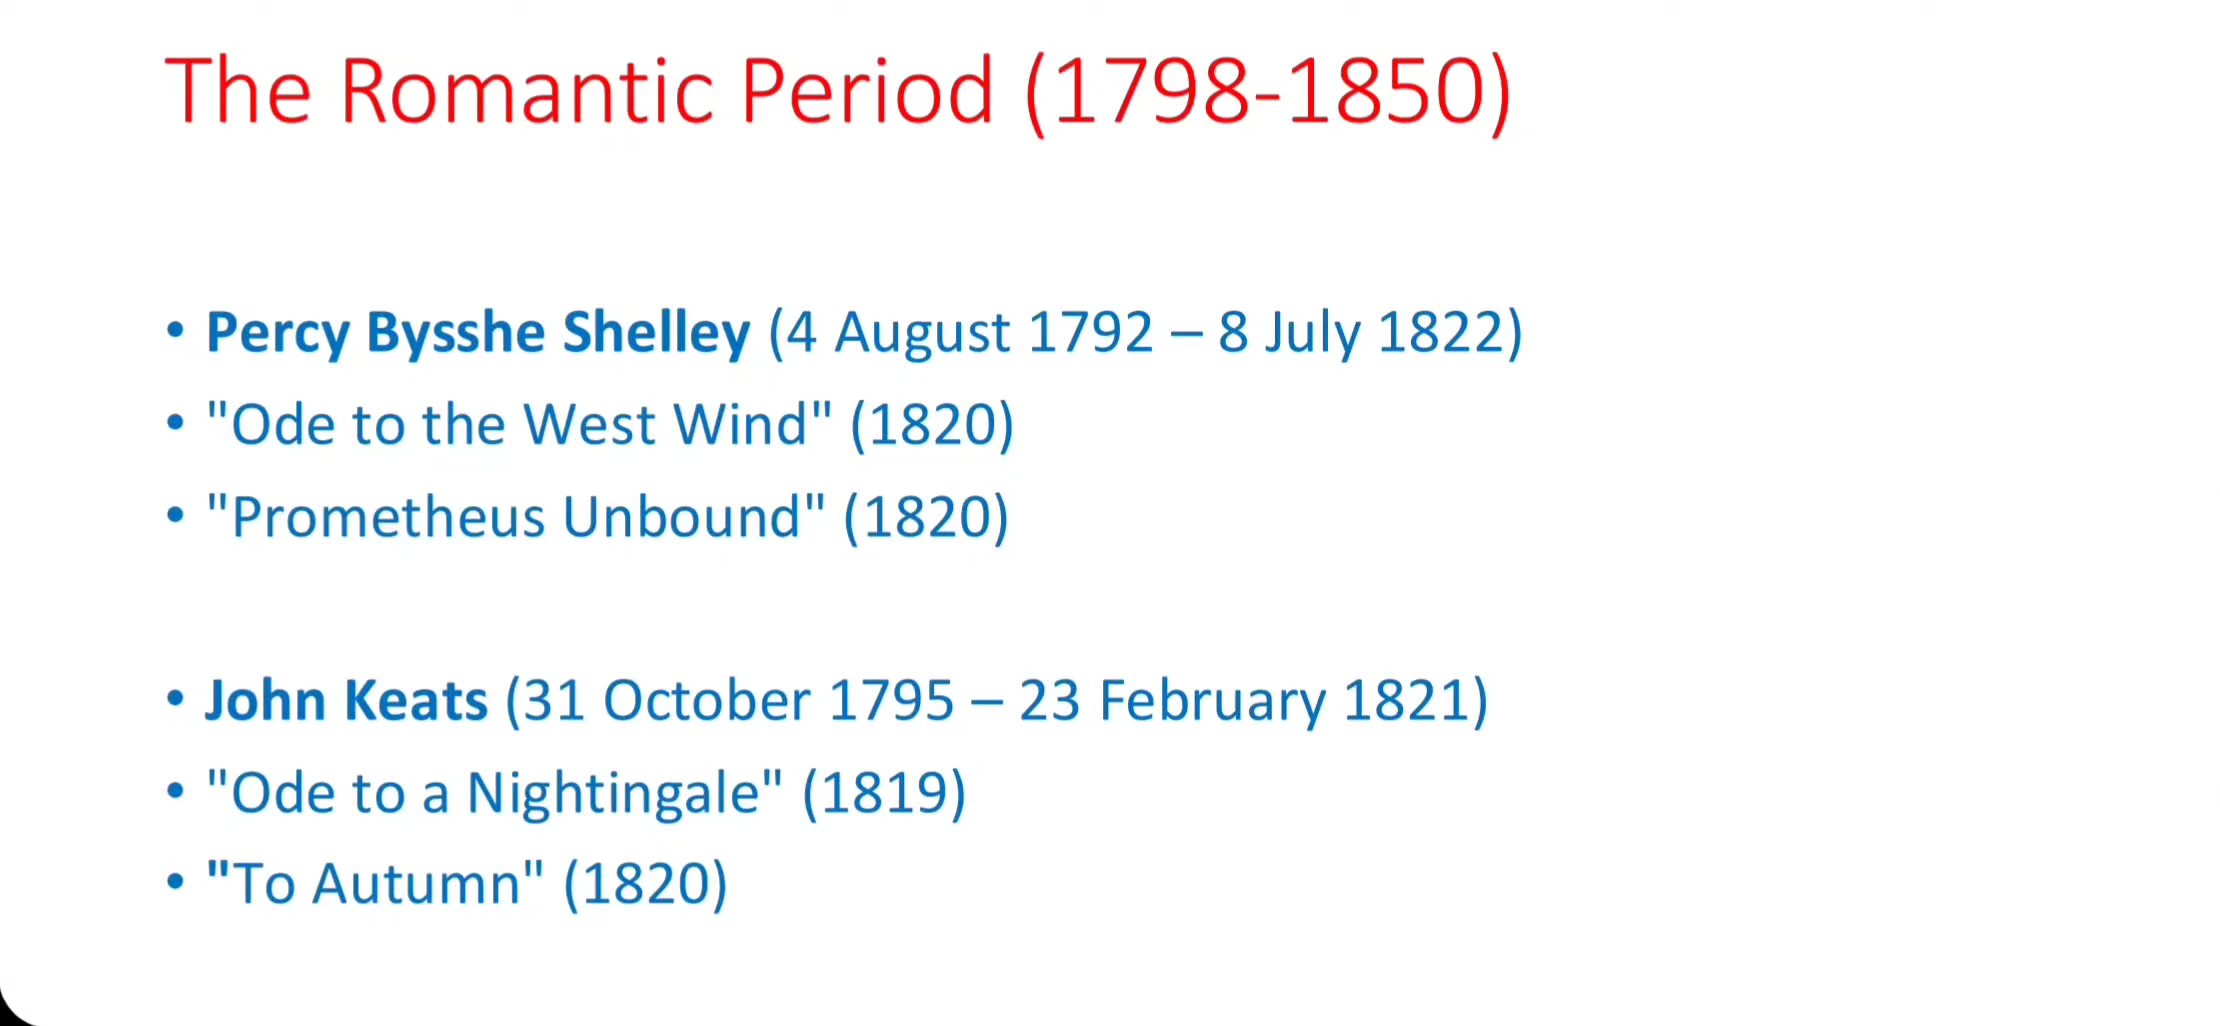 The Romantic Period (1798-1850)
• Percy Bysshe Shelley (4 August 1792 – 8 July 1822)
• "Ode to the West Wind" (1820)
• "Prometheus Unbound" (1820)
• John Keats (31 October 1795 – 23 February 1821)
• "Ode to a Nightingale" (1819)
• "To Autumn" (1820)